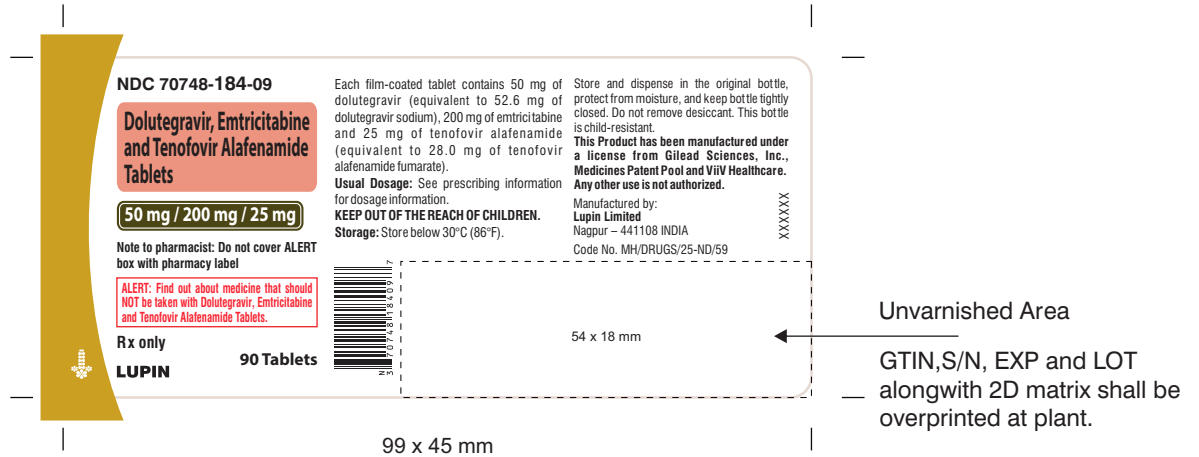 NDC 70748-184-09
Dolutegravir, Emtricitabine
and Tenofovir Alafenamide
Tablets
50 mg / 200 mg / 25 mg
Note to pharmacist: Do not cover ALERT
box with pharmacy label
ALERT: Find out about medicine that should
NOT be taken with Dolutegravir, Emtricitabine
and Tenofovir Alafenamide Tablets.
Rx only
90 Tablets
LUPIN
Each film-coated tablet contains 50 mg of
dolutegravir (equivalent to 52.6 mg of
dolutegravir sodium), 200 mg of emtricitabine
and 25 mg of tenofovir alafenamide
(equivalent to 28.0 mg of tenofovir
alafenamide fumarate).
Usual Dosage: See prescribing information
for dosage information.
KEEP OUT OF THE REACH OF CHILDREN.
Storage: Store below 30°C (86°F).
N
3 70748 18409 7
Store and dispense in the original bottle,
protect from moisture, and keep bottle tightly
closed. Do not remove desiccant. This bottle
is child-resistant.
This Product has been manufactured under
a license from Gilead Sciences, Inc.,
Medicines Patent Pool and ViiV Healthcare.
Any other use is not authorized.
Manufactured by:
Lupin Limited
Nagpur – 441108 INDIA
Code No. MH/DRUGS/25-ND/59
XXXXXX
54 x 18 mm
Unvarnished Area
GTIN,S/N, EXP and LOT
alongwith 2D matrix shall be
overprinted at plant.
99 x 45 mm